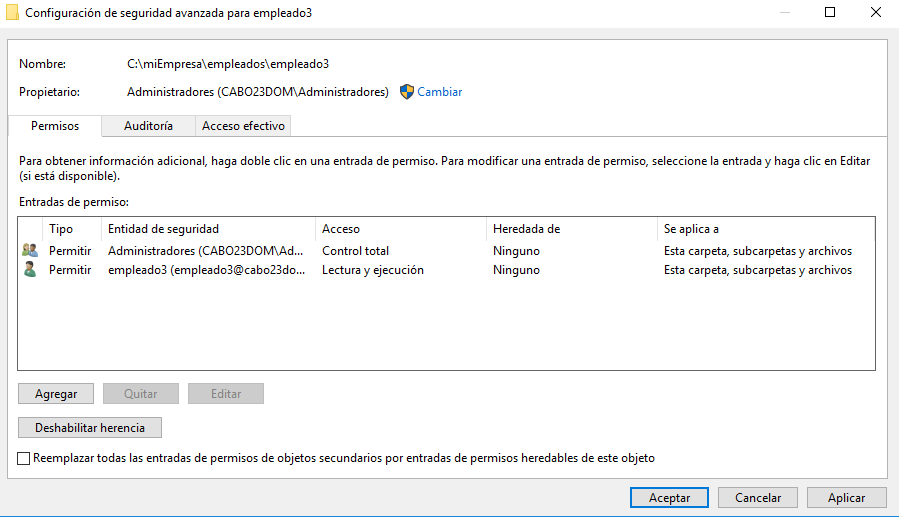 Configuración de seguridad avanzada para empleado3
Nombre: C:\miEmpresa\empleados\empleado3
Propietario: Administradores (CABO23DOM\Administradores) Cambiar
Permisos Auditoría Acceso efectivo
Para obtener información adicional, haga doble clic en una entrada de permiso. Para modificar una entrada de permiso, seleccione la entrada y haga clic en Editar
(si está disponible).
Entradas de permiso:
Tipo Entidad de seguridad Acceso Heredada de Se aplica a
Permitir Administradores (CABO23DOM\Ad... Control total Ninguno Esta carpeta, subcarpetas y archivos
Permitir empleado3 (empleado3@cabo23do... Lectura y ejecución Ninguno Esta carpeta, subcarpetas y archivos
Agregar Quitar Editar
Deshabilitar herencia
Reemplazar todas las entradas de permisos de objetos secundarios por entradas de permisos heredables de este objeto
Aceptar Cancelar Aplicar